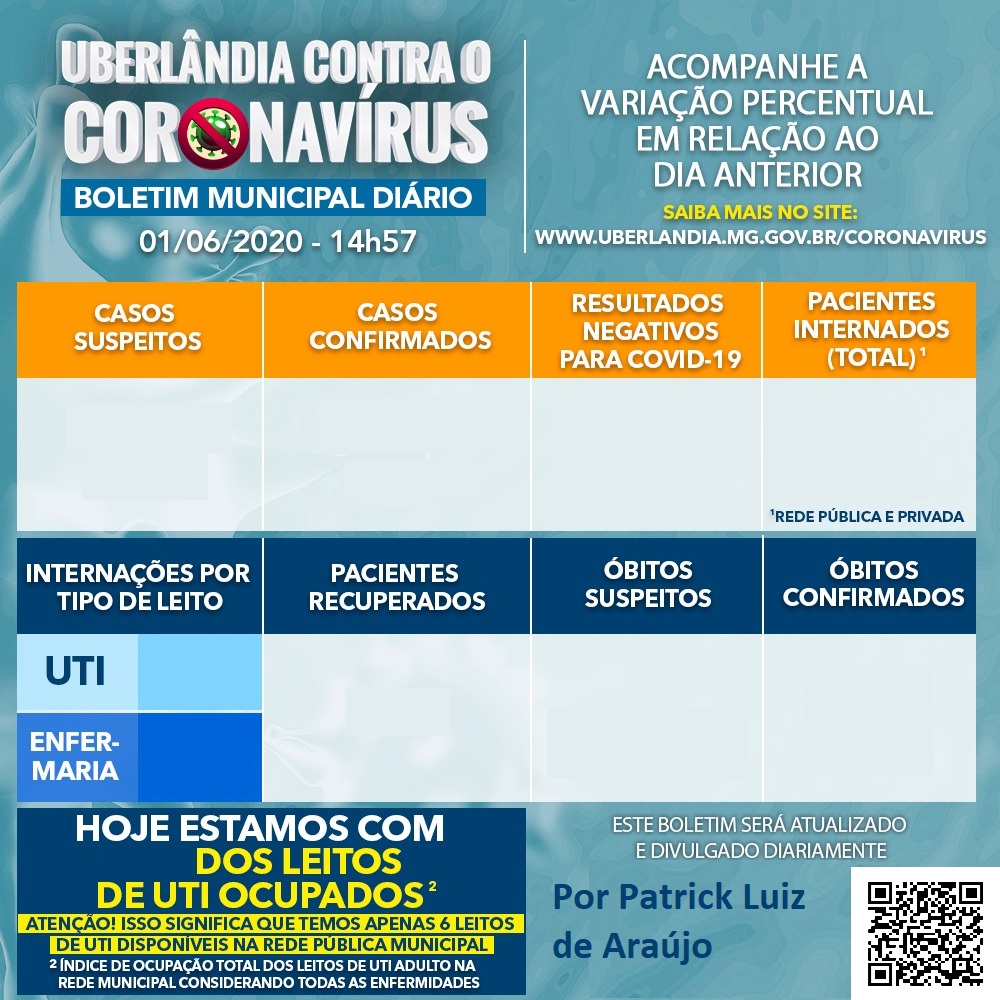 UBERLÂNDIA CONTRA O
CORONAVÍRUS
BOLETIM MUNICIPAL DIÁRIO
01/06/2020 - 14h57
ACOMPANHE A
VARIAÇÃO PERCENTUAL
EM RELAÇÃO AO
DIA ANTERIOR
SAIBA MAIS NO SITE:
WWW.UBERLANDIA.MG.GOV.BR/CORONAVIRUS
CASOS
SUSPEITOS
CASOS
CONFIRMADOS
RESULTADOS
NEGATIVOS
PARA COVID-19
PACIENTES
INTERNADOS
(TOTAL) ¹
¹REDE PÚBLICA E PRIVADA
INTERNAÇÕES POR
TIPO DE LEITO
PACIENTES
RECUPERADOS
ÓBITOS
SUSPEITOS
ÓBITOS
CONFIRMADOS
UTI
ENFER-
MARIA
HOJE ESTAMOS COM
DOS LEITOS
DE UTI OCUPADOS ²
ATENÇÃO! ISSO SIGNIFICA QUE TEMOS APENAS 6 LEITOS
DE UTI DISPONÍVEIS NA REDE PÚBLICA MUNICIPAL
² ÍNDICE DE OCUPAÇÃO TOTAL DOS LEITOS DE UTI ADULTO NA
REDE MUNICIPAL CONSIDERANDO TODAS AS ENFERMIDADES
ESTE BOLETIM SERÁ ATUALIZADO
E DIVULGADO DIARIAMENTE
Por Patrick Luiz
de Araújo